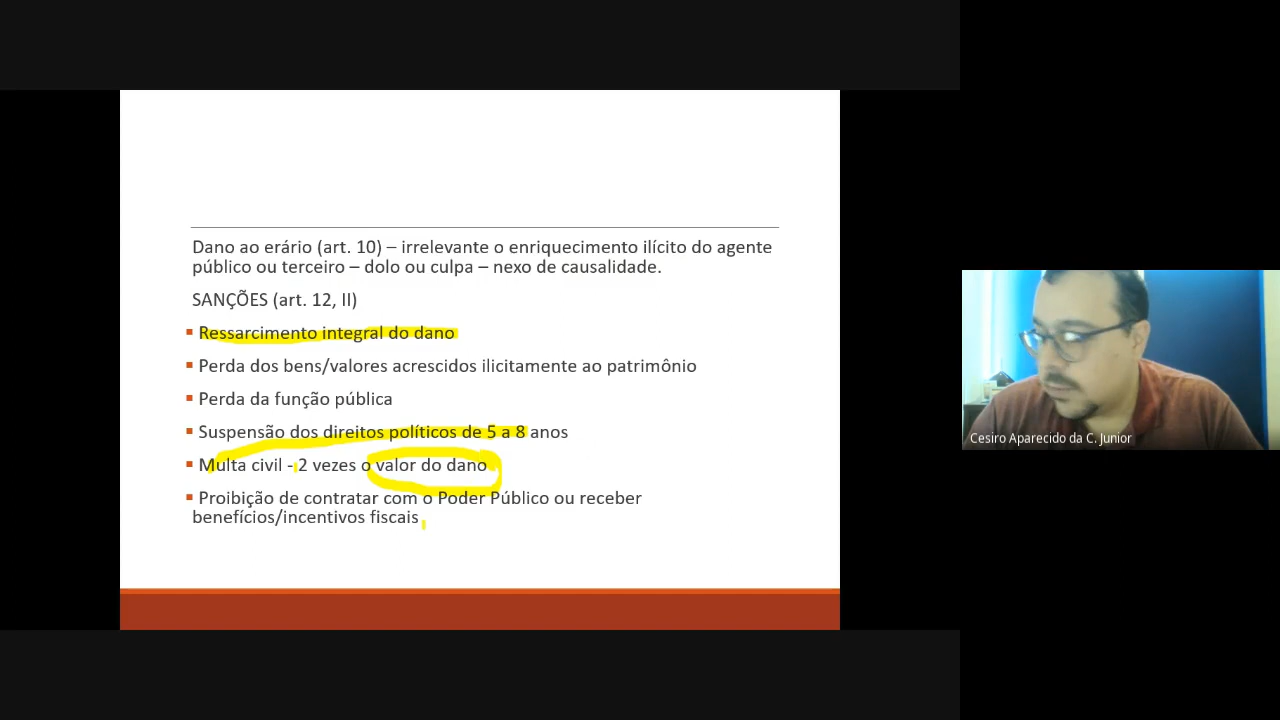 Dano ao erário (art. 10) – irrelevante o enriquecimento ilícito do agente
público ou terceiro – dolo ou culpa – nexo de causalidade.
SANÇÕES (art. 12, II)
Ressarcimento integral do dano
Perda dos bens/valores acrescidos ilicitamente ao patrimônio
Perda da função pública
Suspensão dos direitos políticos de 5 a 8 anos
Multa civil - 2 vezes o valor do dano
Proibição de contratar com o Poder Público ou receber
benefícios/incentivos fiscais
Cesiro Aparecido da C. Junior